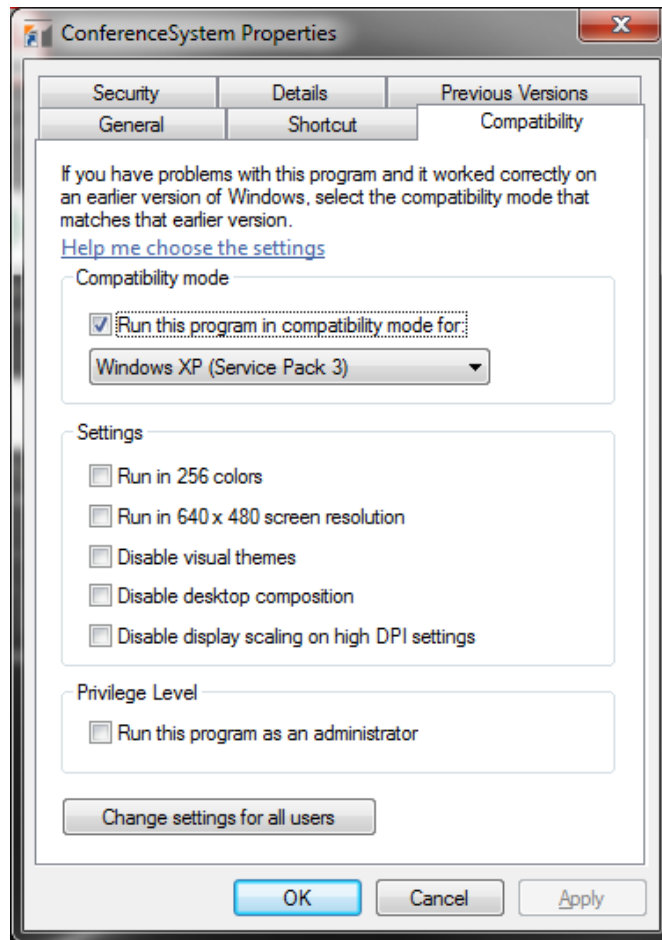 ConferenceSystem Properties
Security Details Previous Versions
General Shortcut Compatibility
If you have problems with this program and it worked correctly on
an earlier version of Windows, select the compatibility mode that
matches that earlier version.
Help me choose the settings
Compatibility mode
Run this program in compatibility mode for:
Windows XP (Service Pack 3)
Settings
Run in 256 colors
Run in 640 x 480 screen resolution
Disable visual themes
Disable desktop composition
Disable display scaling on high DPI settings
Privilege Level
Run this program as an administrator
Change settings for all users
OK Cancel Apply